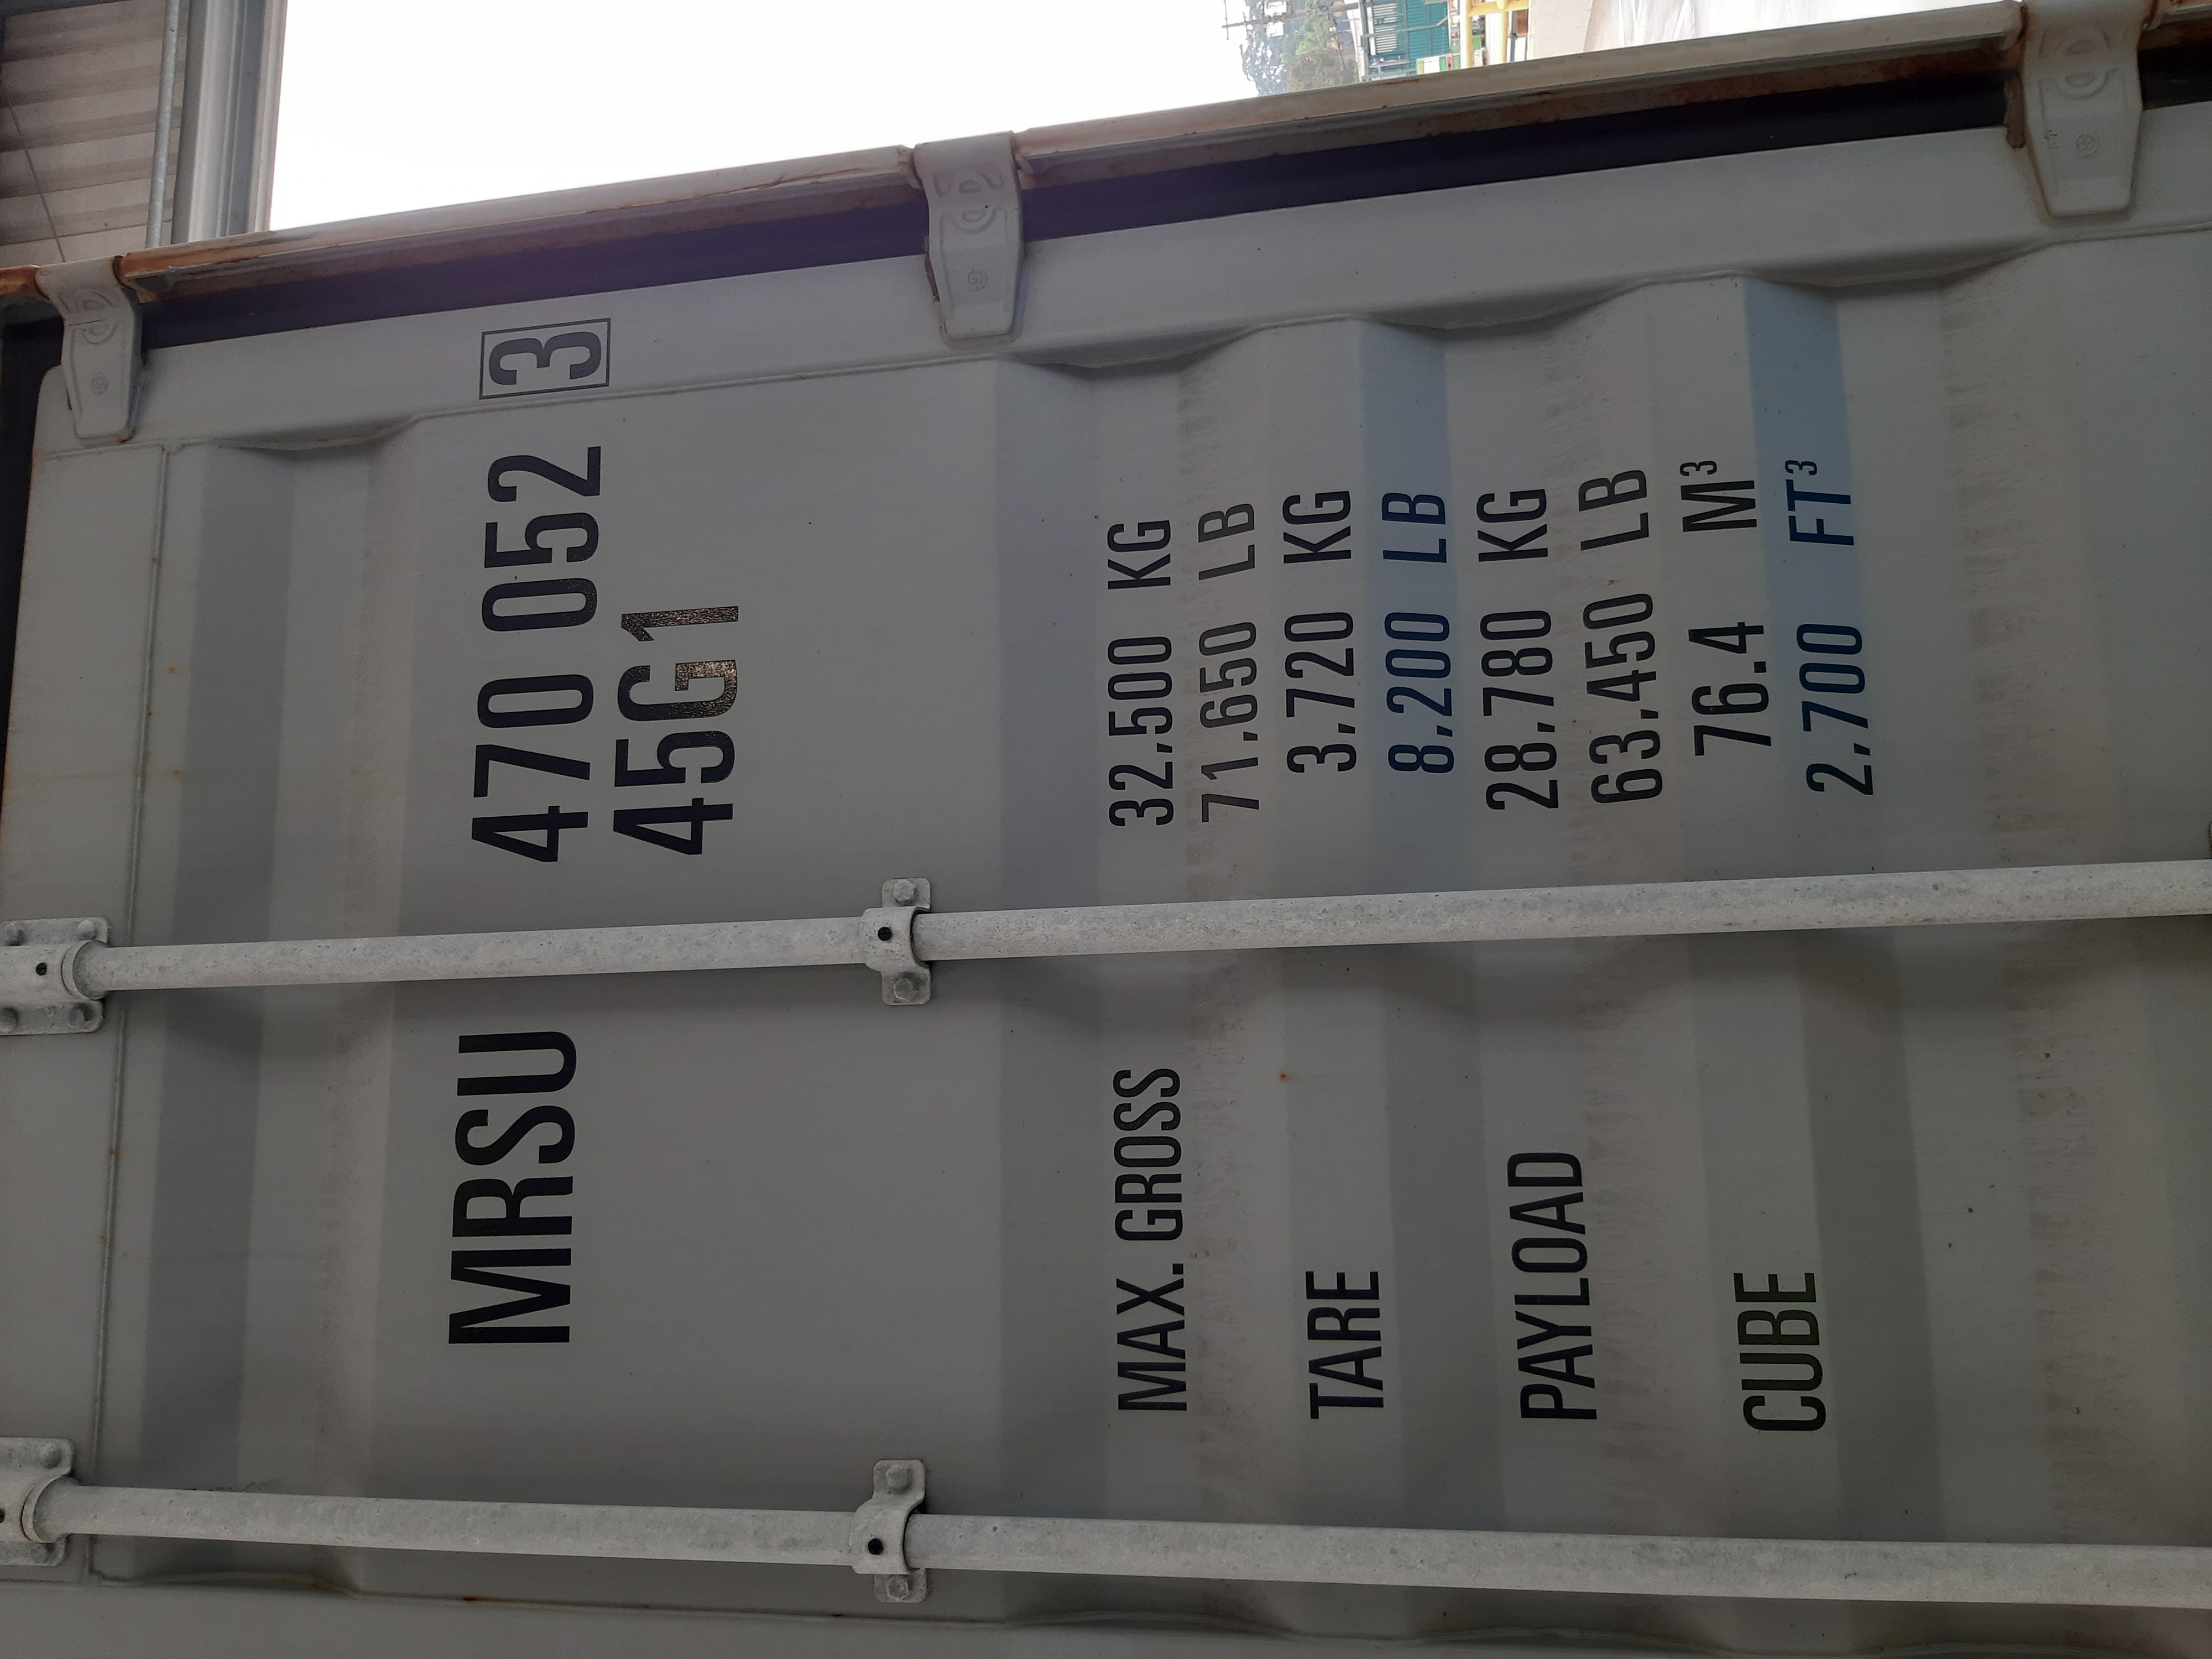 MRSU 470 052 3
45G1
MAX. GROSS 32,500 KG
71,650 LB
TARE 3,720 KG
8,200 LB
PAYLOAD 28,780 KG
63,450 LB
CUBE 76.4 M³
2,700 FT³